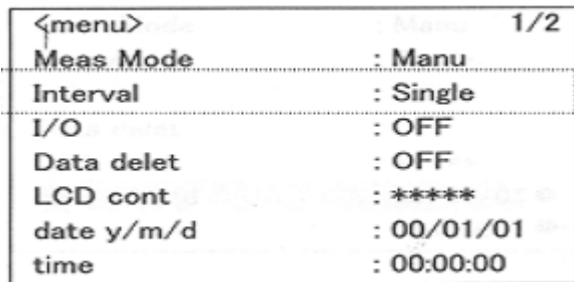 <menu> 1/2
Meas Mode : Manu
Interval : Single
I/O : OFF
Data delet : OFF
LCD cont : *****
date y/m/d : 00/01/01
time : 00:00:00